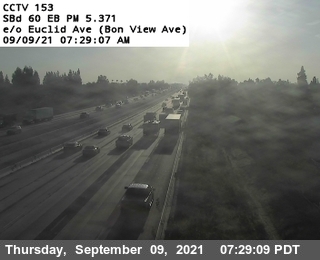 CCTV 153
SBd 60 EB PM 5.371
e/o Euclid Ave (Bon View Ave)
09/09/21 07:29:07 AM
Thursday, September 09, 2021 07:29:09 PDT